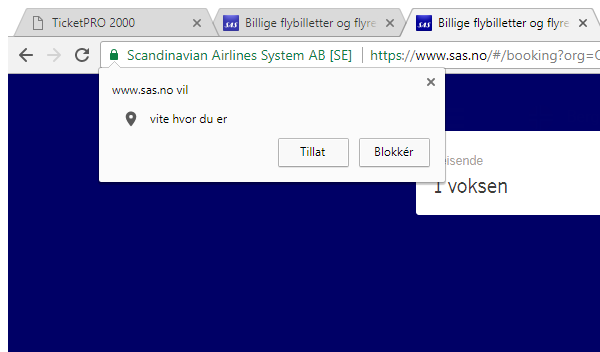 TicketPRO 2000
SAS Billige flybilletter og flyre
SAS Billige flybilletter og flyre
Scandinavian Airlines System AB [SE] https://www.sas.no/#/booking?org=
www.sas.no vil
vite hvor du er
Tillat Blokkér
eisende
1 voksen